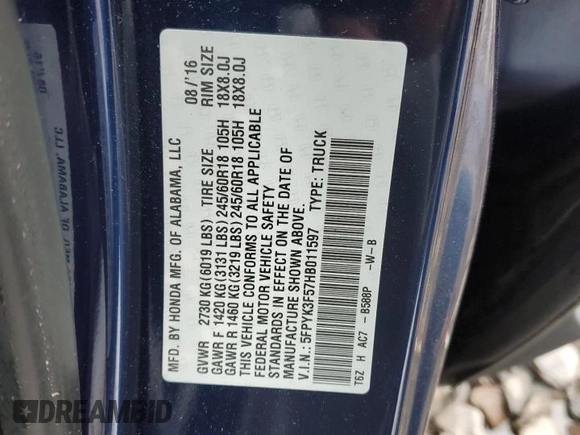 MFD. BY HONDA MFG. OF ALABAMA, LLC 08/'16
GVWR 2730 KG(6019 LBS) TIRE SIZE RIM SIZE
GAWR F 1420 KG(3131 LBS) 245/60R18 105H 18X8.0J
GAWR R 1460 KG(3219 LBS) 245/60R18 105H 18X8.0J
THIS VEHICLE CONFORMS TO ALL APPLICABLE
FEDERAL MOTOR VEHICLE SAFETY
STANDARDS IN EFFECT ON THE DATE OF
MANUFACTURE SHOWN ABOVE.
V.I.N.: 5FPYK3F57HB011597 TYPE: TRUCK
T6Z H AC7 - B588P -W-B
DREAMBID